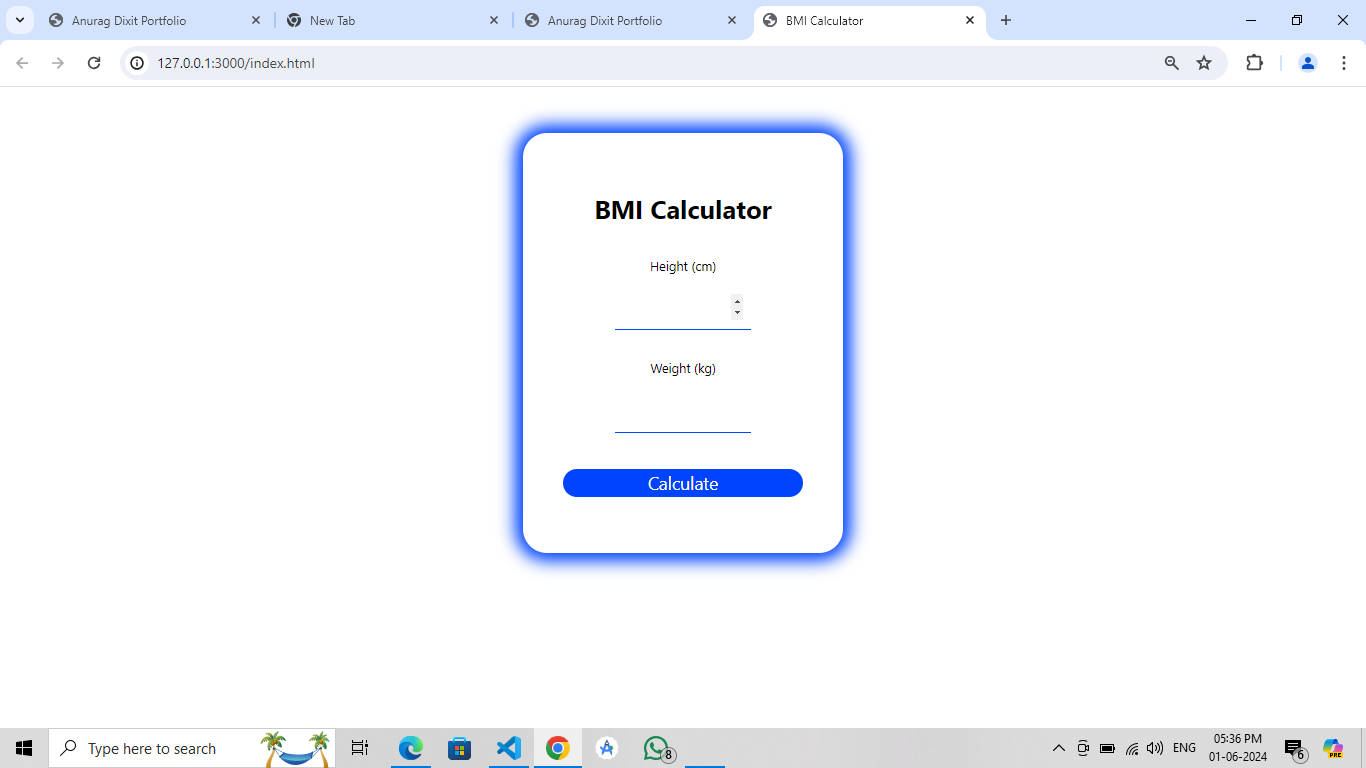 Anurag Dixit Portfolio
New Tab
Anurag Dixit Portfolio
BMI Calculator
127.0.0.1:3000/index.html
BMI Calculator
Height (cm)
Weight (kg)
Calculate
Type here to search
8
ENG
05:36 PM
01-06-2024
6
PRE